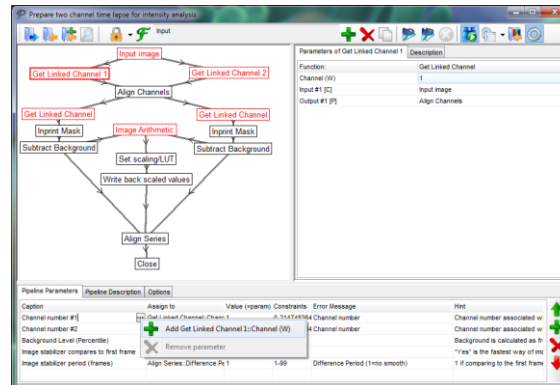 Prepare two channel time lapse for intensity analysis
Input
Input image
Get Linked Channel 1
Get Linked Channel 2
Align Channels
Get Linked Channel
Get Linked Channel
Inprint Mask
Image Arithmetic
Inprint Mask
Subtract Background
Subtract Background
Set scaling/LUT
Write back scaled values
Align Series
Close
Parameters of Get Linked Channel 1
Description
Function: Get Linked Channel
Channel (W) 1
Input #1 [C] Input image
Output #1 [P] Align Channels
Pipeline Parameters
Pipeline Description
Options
Caption Assign to Value (=param) Constraints Error Message Hint
Channel number #1 Get Linked Channel Channel number Channel number associated w
Channel number #2 Channel number Channel number associated w
Background Level (Percentile) Background is calculated as fr
Image stabilizer compares to first frame "Yes" is the fastest way of
Image stabilizer period (frames) Align Series::Difference Pe 1 1-99 Difference Period (1=no smooth) 1 if comparing to the first frame
Add Get Linked Channel 1::Channel (W)
Remove parameter